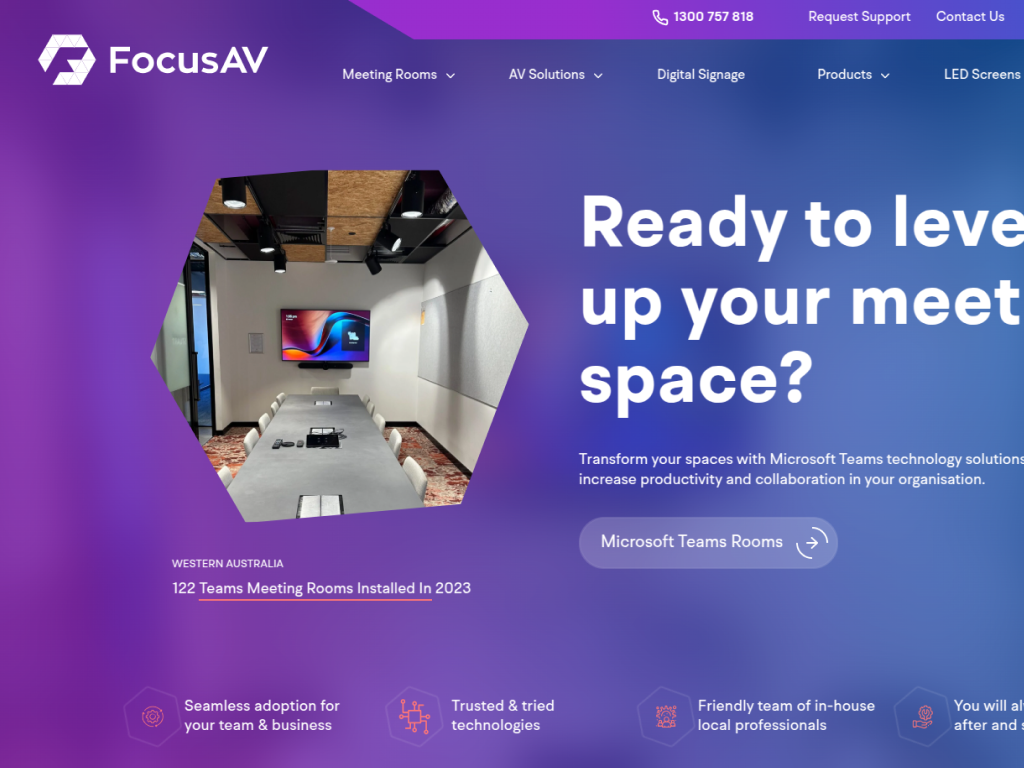 1300 757 818
Request Support
Contact Us
FocusAV
Meeting Rooms
AV Solutions
Digital Signage
Products
LED Screens
Ready to leve
up your meet
space?
Transform your spaces with Microsoft Teams technology solutions
increase productivity and collaboration in your organisation.
Microsoft Teams Rooms
WESTERN AUSTRALIA
122 Teams Meeting Rooms Installed In 2023
Seamless adoption for
your team & business
Trusted & tried
technologies
Friendly team of in-house
local professionals
You will al
after and s